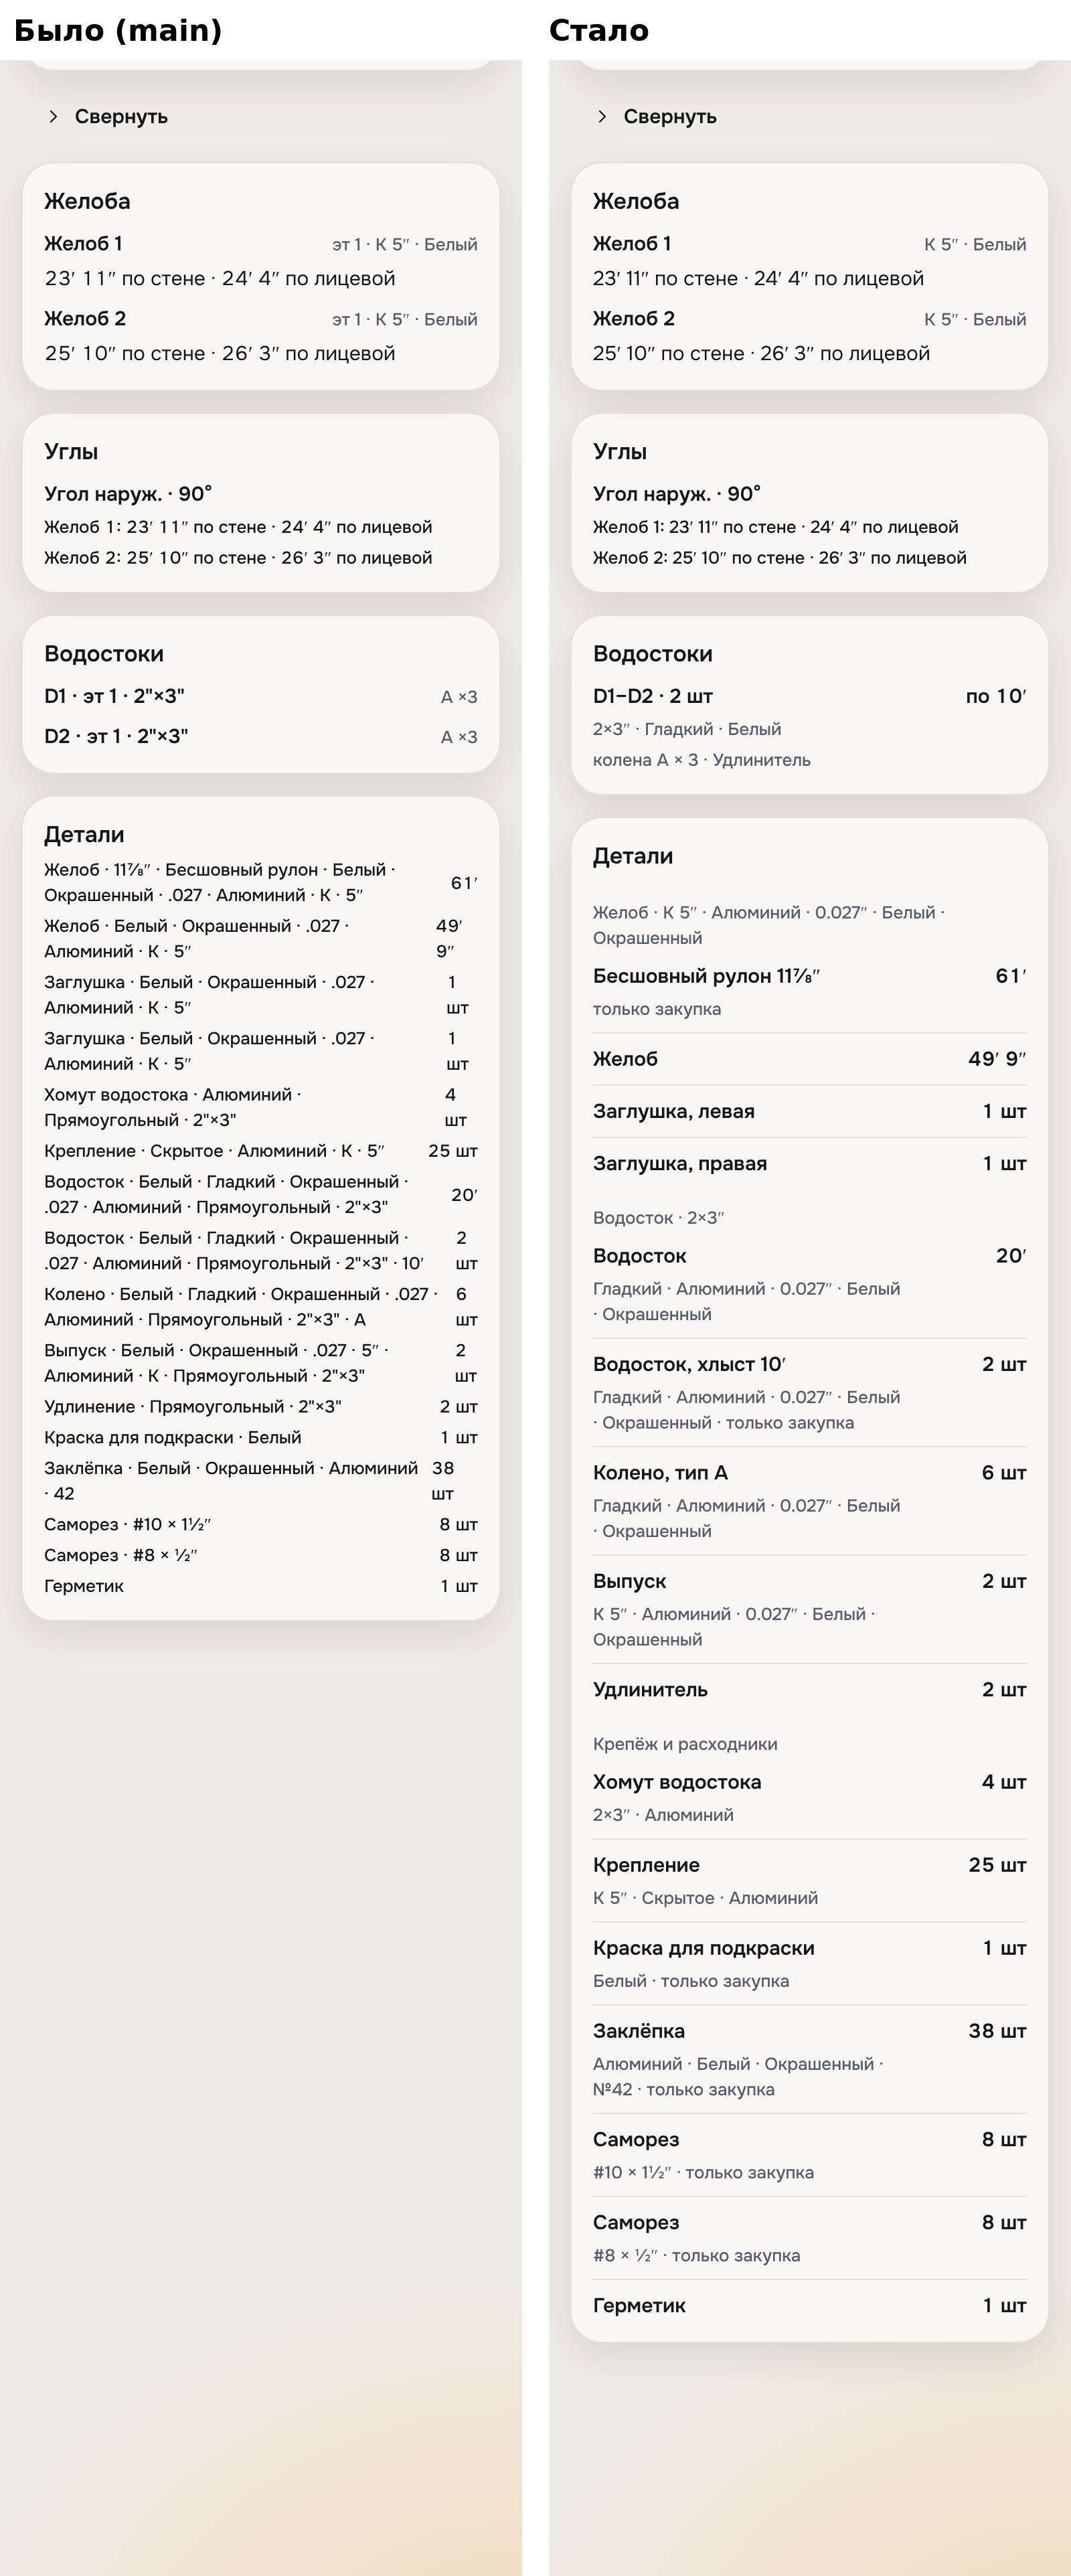 Было (main)
Свернуть
Желоба
Желоб 1 эт 1 · К 5″ · Белый
23′ 11″ по стене · 24′ 4″ по лицевой
Желоб 2 эт 1 · К 5″ · Белый
25′ 10″ по стене · 26′ 3″ по лицевой
Углы
Угол наруж. · 90°
Желоб 1: 23′ 11″ по стене · 24′ 4″ по лицевой
Желоб 2: 25′ 10″ по стене · 26′ 3″ по лицевой
Водостоки
D1 · эт 1 · 2"×3" A ×3
D2 · эт 1 · 2"×3" A ×3
Детали
Желоб · 11⅞″ · Бесшовный рулон · Белый ·
Окрашенный · .027 · Алюминий · К · 5″
61′
Желоб · Белый · Окрашенный · .027 · 49′
Алюминий · К · 5″ 9″
Заглушка · Белый · Окрашенный · .027 · 1
Алюминий · К · 5″ шт
Заглушка · Белый · Окрашенный · .027 · 1
Алюминий · К · 5″ шт
Хомут водостока · Алюминий · 4
Прямоугольный · 2"×3" шт
Крепление · Скрытое · Алюминий · К · 5″ 25 шт
Водосток · Белый · Гладкий · Окрашенный ·
.027 · Алюминий · Прямоугольный · 2"×3"
20′
Водосток · Белый · Гладкий · Окрашенный · 2
.027 · Алюминий · Прямоугольный · 2"×3" · 10′ шт
Колено · Белый · Гладкий · Окрашенный · .027 · 6
Алюминий · Прямоугольный · 2"×3" · A шт
Выпуск · Белый · Окрашенный · .027 · 5″ · 2
Алюминий · К · Прямоугольный · 2"×3" шт
Удлинение · Прямоугольный · 2"×3" 2 шт
Краска для подкраски · Белый 1 шт
Заклёпка · Белый · Окрашенный · Алюминий 38
· 42 шт
Саморез · #10 × 1½″ 8 шт
Саморез · #8 × ½″ 8 шт
Герметик 1 шт
Стало
Свернуть
Желоба
Желоб 1 К 5″ · Белый
23′ 11″ по стене · 24′ 4″ по лицевой
Желоб 2 К 5″ · Белый
25′ 10″ по стене · 26′ 3″ по лицевой
Углы
Угол наруж. · 90°
Желоб 1: 23′ 11″ по стене · 24′ 4″ по лицевой
Желоб 2: 25′ 10″ по стене · 26′ 3″ по лицевой
Водостоки
D1–D2 · 2 шт по 10′
2×3″ · Гладкий · Белый
колена A × 3 · Удлинитель
Детали
Желоб · К 5″ · Алюминий · 0.027″ · Белый ·
Окрашенный
Бесшовный рулон 11⅞″ 61′
только закупка
Желоб 49′ 9″
Заглушка, левая 1 шт
Заглушка, правая 1 шт
Водосток · 2×3″
Водосток 20′
Гладкий · Алюминий · 0.027″ · Белый
· Окрашенный
Водосток, хлыст 10′ 2 шт
Гладкий · Алюминий · 0.027″ · Белый
· Окрашенный · только закупка
Колено, тип A 6 шт
Гладкий · Алюминий · 0.027″ · Белый
· Окрашенный
Выпуск 2 шт
К 5″ · Алюминий · 0.027″ · Белый ·
Окрашенный
Удлинитель 2 шт
Крепёж и расходники
Хомут водостока 4 шт
2×3″ · Алюминий
Крепление 25 шт
К 5″ · Скрытое · Алюминий
Краска для подкраски 1 шт
Белый · только закупка
Заклёпка 38 шт
Алюминий · Белый · Окрашенный ·
№42 · только закупка
Саморез 8 шт
#10 × 1½″ · только закупка
Саморез 8 шт
#8 × ½″ · только закупка
Герметик 1 шт